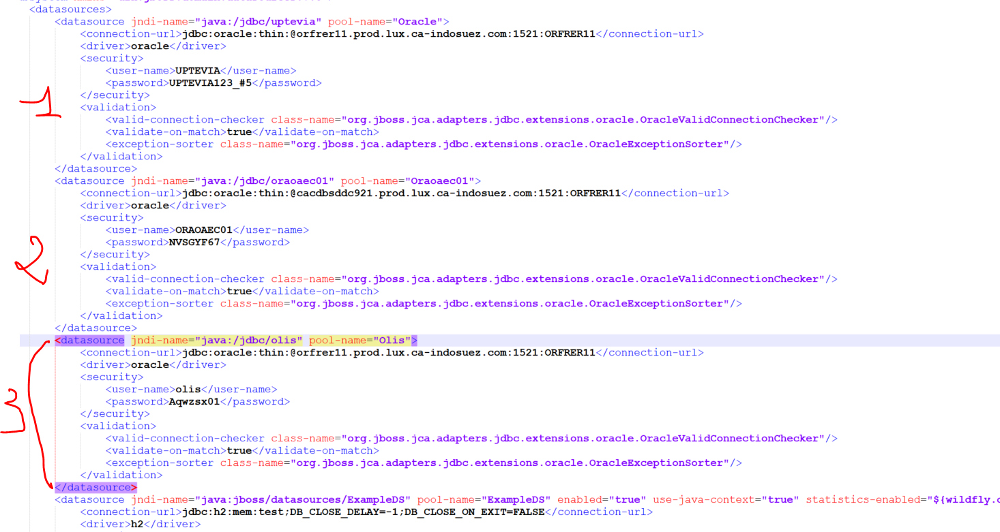 <datasources>
<datasource jndi-name="java:/jdbc/uptevia" pool-name="Oracle">
<connection-url>jdbc:oracle:thin:@orfrer11.prod.lux.ca-indosuez.com:1521:ORFRER11</connection-url>
<driver>oracle</driver>
<security>
<user-name>UPTEVIA</user-name>
<password>UPTEVIA123_#5</password>
</security>
1
<validation>
<valid-connection-checker class-name="org.jboss.jca.adapters.jdbc.extensions.oracle.OracleValidConnectionChecker"/>
<validate-on-match>true</validate-on-match>
<exception-sorter class-name="org.jboss.jca.adapters.jdbc.extensions.oracle.OracleExceptionSorter"/>
</validation>
</datasource>
<datasource jndi-name="java:/jdbc/oraoaec01" pool-name="Oraoaec01">
<connection-url>jdbc:oracle:thin:@cacdbsddc921.prod.lux.ca-indosuez.com:1521:ORFRER11</connection-url>
<driver>oracle</driver>
<security>
<user-name>ORAOAEC01</user-name>
<password>NVSGYF67</password>
</security>
2
<validation>
<valid-connection-checker class-name="org.jboss.jca.adapters.jdbc.extensions.oracle.OracleValidConnectionChecker"/>
<validate-on-match>true</validate-on-match>
<exception-sorter class-name="org.jboss.jca.adapters.jdbc.extensions.oracle.OracleExceptionSorter"/>
</validation>
</datasource>
<datasource jndi-name="java:/jdbc/olis" pool-name="Olis">
<connection-url>jdbc:oracle:thin:@orfrer11.prod.lux.ca-indosuez.com:1521:ORFRER11</connection-url>
<driver>oracle</driver>
<security>
<user-name>olis</user-name>
<password>Aqwzsx01</password>
</security>
3
<validation>
<valid-connection-checker class-name="org.jboss.jca.adapters.jdbc.extensions.oracle.OracleValidConnectionChecker"/>
<validate-on-match>true</validate-on-match>
<exception-sorter class-name="org.jboss.jca.adapters.jdbc.extensions.oracle.OracleExceptionSorter"/>
</validation>
</datasource>
<datasource jndi-name="java:jboss/datasources/ExampleDS" pool-name="ExampleDS" enabled="true" use-java-context="true" statistics-enabled="${wildfly.
<connection-url>jdbc:h2:mem:test;DB_CLOSE_DELAY=-1;DB_CLOSE_ON_EXIT=FALSE</connection-url>
<driver>h2</driver>